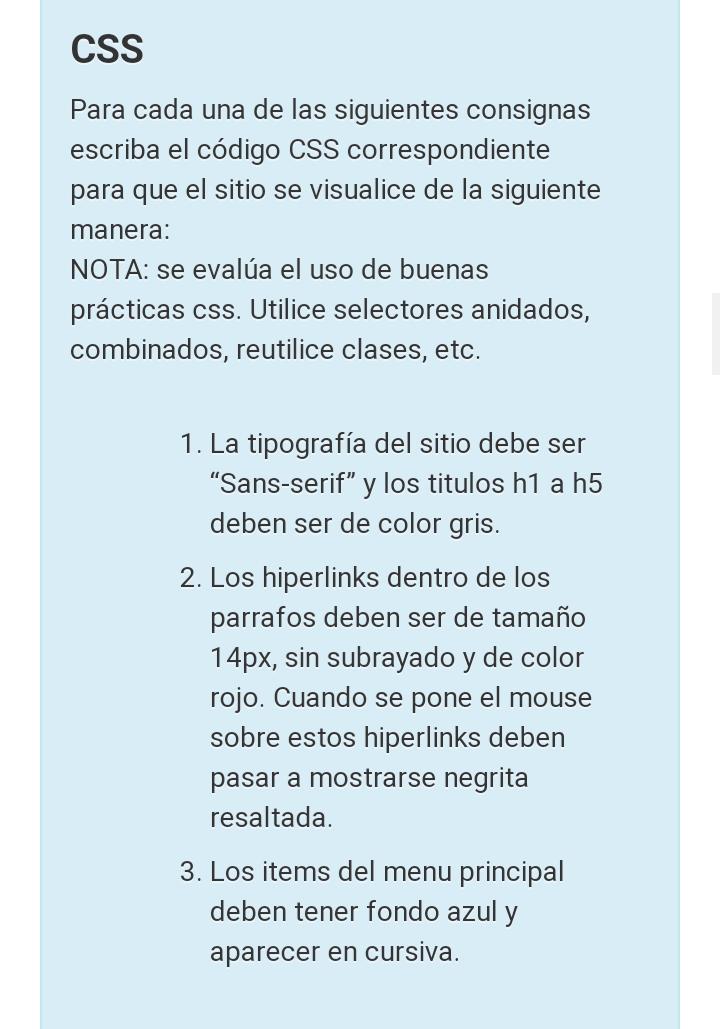 CSS
Para cada una de las siguientes consignas
escriba el código CSS correspondiente
para que el sitio se visualice de la siguiente
manera:
NOTA: se evalúa el uso de buenas
prácticas css. Utilice selectores anidados,
combinados, reutilice clases, etc.
1. La tipografía del sitio debe ser
“Sans-serif” y los titulos h1 a h5
deben ser de color gris.
2. Los hiperlinks dentro de los
parrafos deben ser de tamaño
14px, sin subrayado y de color
rojo. Cuando se pone el mouse
sobre estos hiperlinks deben
pasar a mostrarse negrita
resaltada.
3. Los items del menu principal
deben tener fondo azul y
aparecer en cursiva.